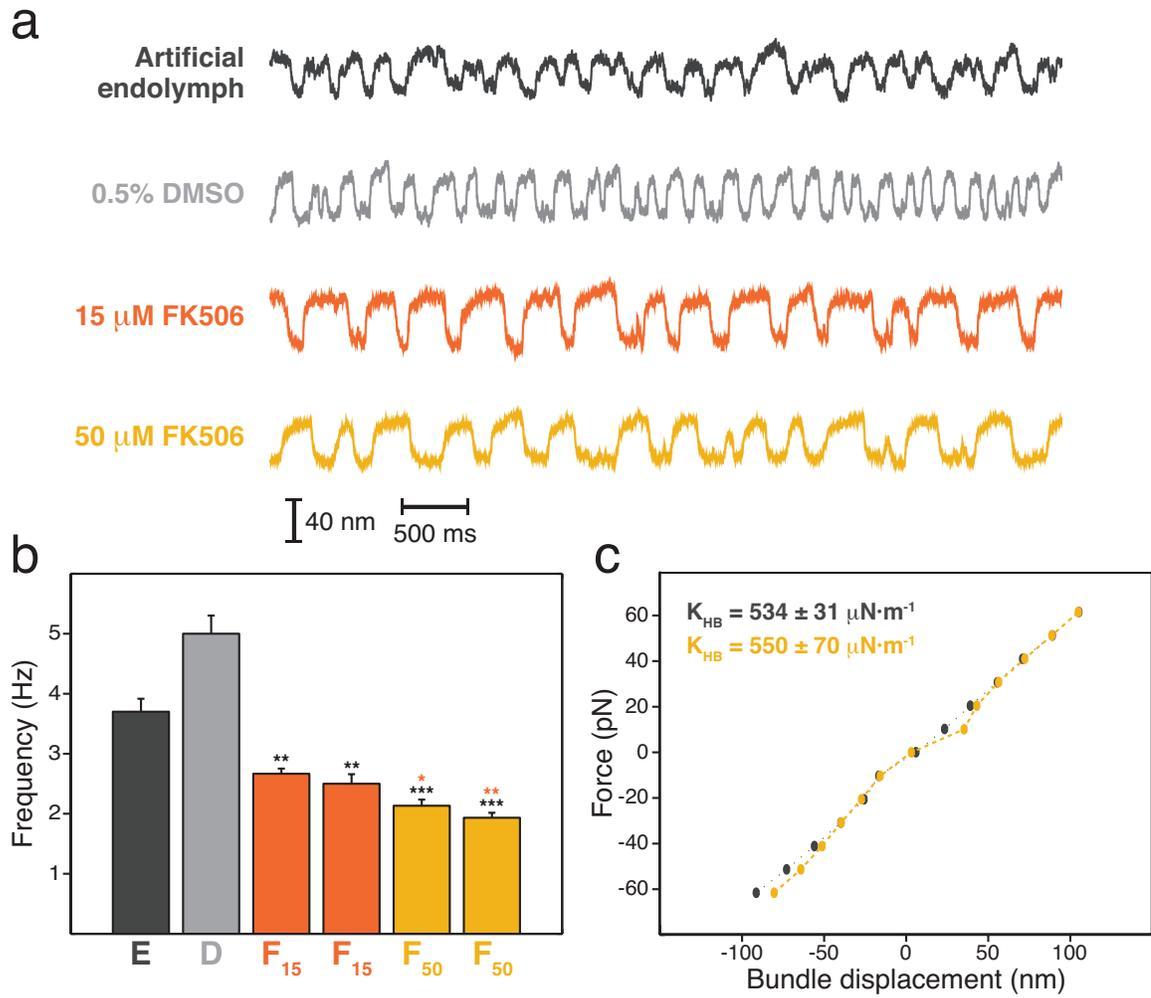 a
Artificial
endolymph
0.5% DMSO
15 μM FK506
50 μM FK506
40 nm
500 ms
b
Frequency (Hz)
5
4
3
2
1
**
**
*
***
**
***
E
D
F15
F15
F50
F50
c
KHB = 534 ± 31 μN·m-1
KHB = 550 ± 70 μN·m-1
Force (pN)
60
40
20
0
-20
-40
-60
-100
-50
0
50
100
Bundle displacement (nm)